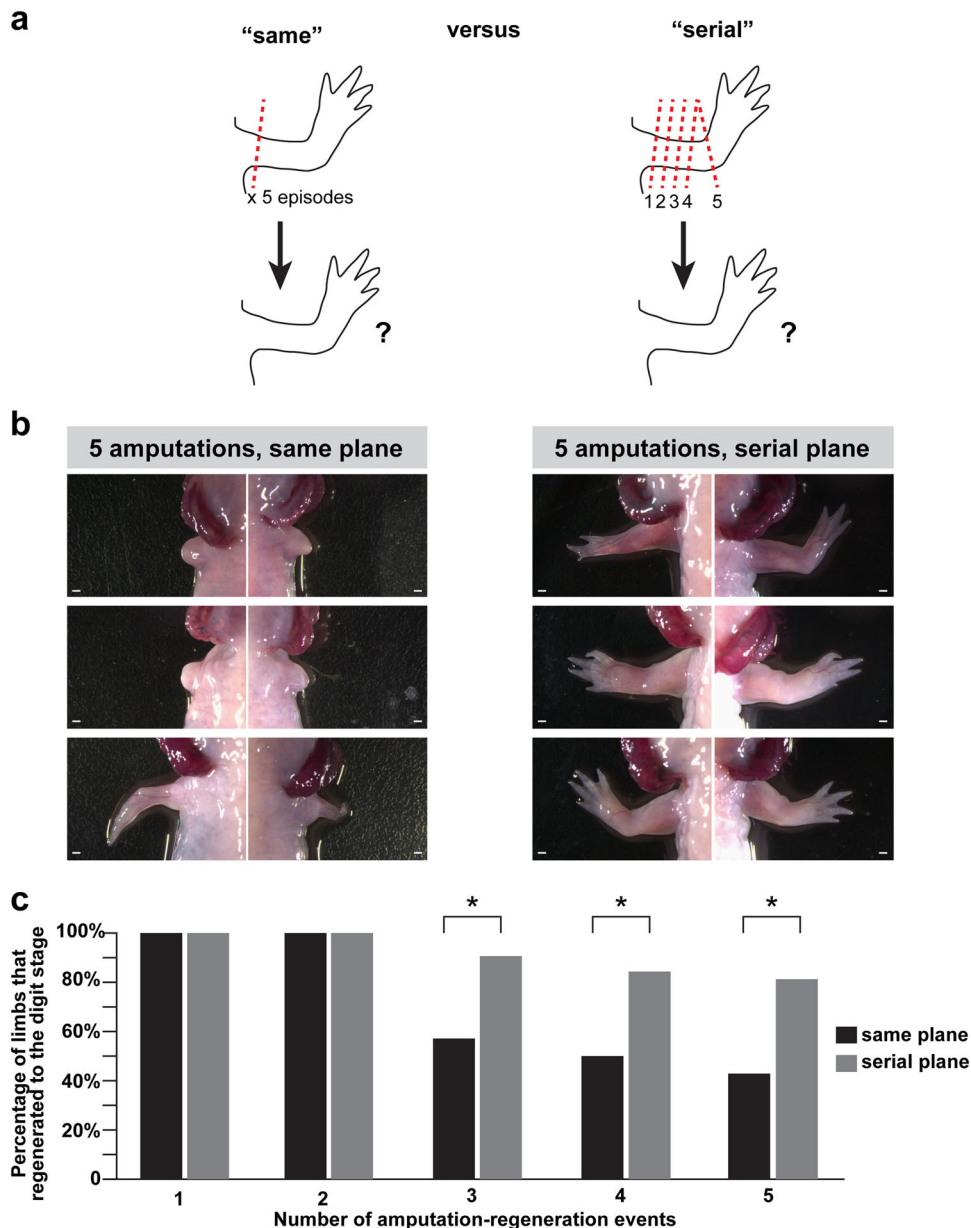 a
“same”
versus
“serial”
x 5 episodes
1 2 3 4 5
?
?
b
5 amputations, same plane
5 amputations, serial plane
c
Percentage of limbs that
regenerated to the digit stage
100%
80%
60%
40%
20%
0
*
*
*
same plane
serial plane
1 2 3 4 5
Number of amputation-regeneration events